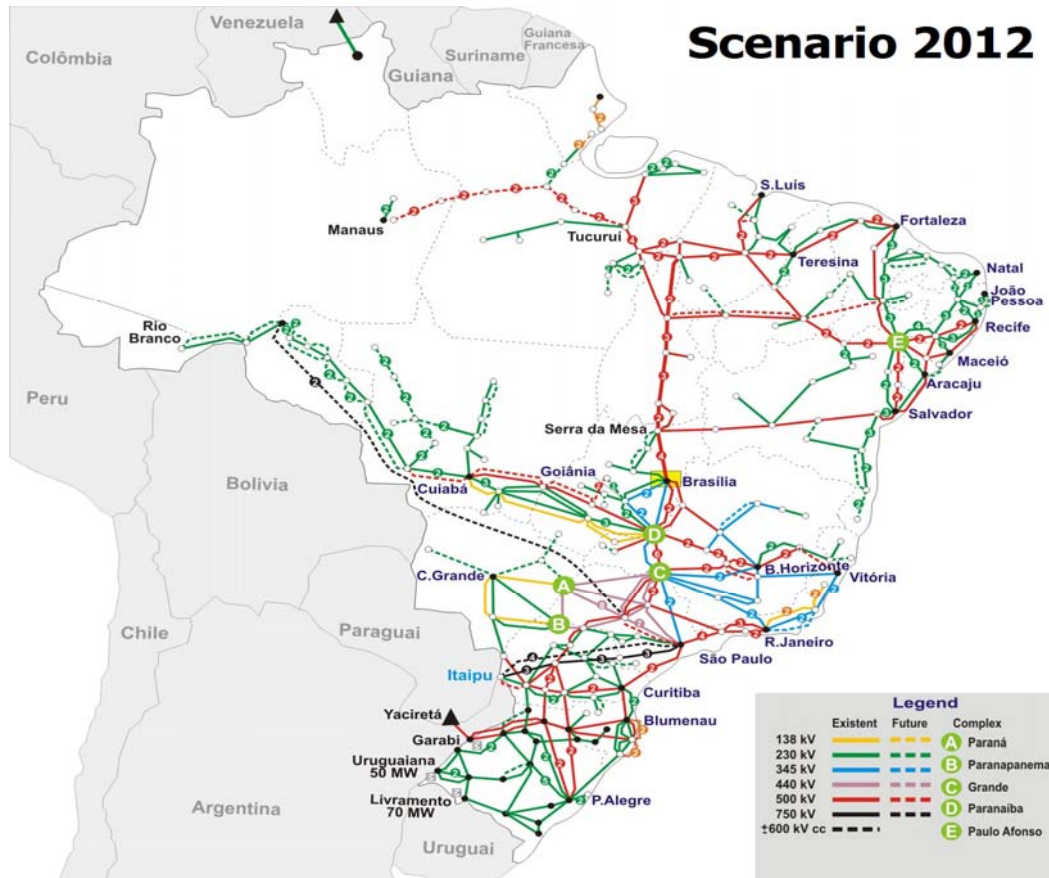 Scenario 2012
Venezuela
Guiana
Francesa
Suriname
Colômbia
Guiana
S.Luís
Manaus
Tucuruí
Fortaleza
Teresina
Natal
João
Pessoa
Rio
Branco
Recife
E
Maceió
Peru
Aracaju
Salvador
Serra da Mesa
Goiânia
Brasília
Bolivia
Cuiabá
D
B.Horizonte
C.Grande
C
Vitória
A
Chile
B
R.Janeiro
Paraguai
São Paulo
Itaipu
Curitiba
Yaciretá
Blumenau
Garabi
Uruguaiana
50 MW
Livramento
70 MW
P.Alegre
Argentina
Uruguai
Legend
Existent Future Complex
138 kV A Paraná
230 kV
345 kV B Paranapanema
440 kV C Grande
500 kV D Paranaíba
750 kV
±600 kV cc E Paulo Afonso